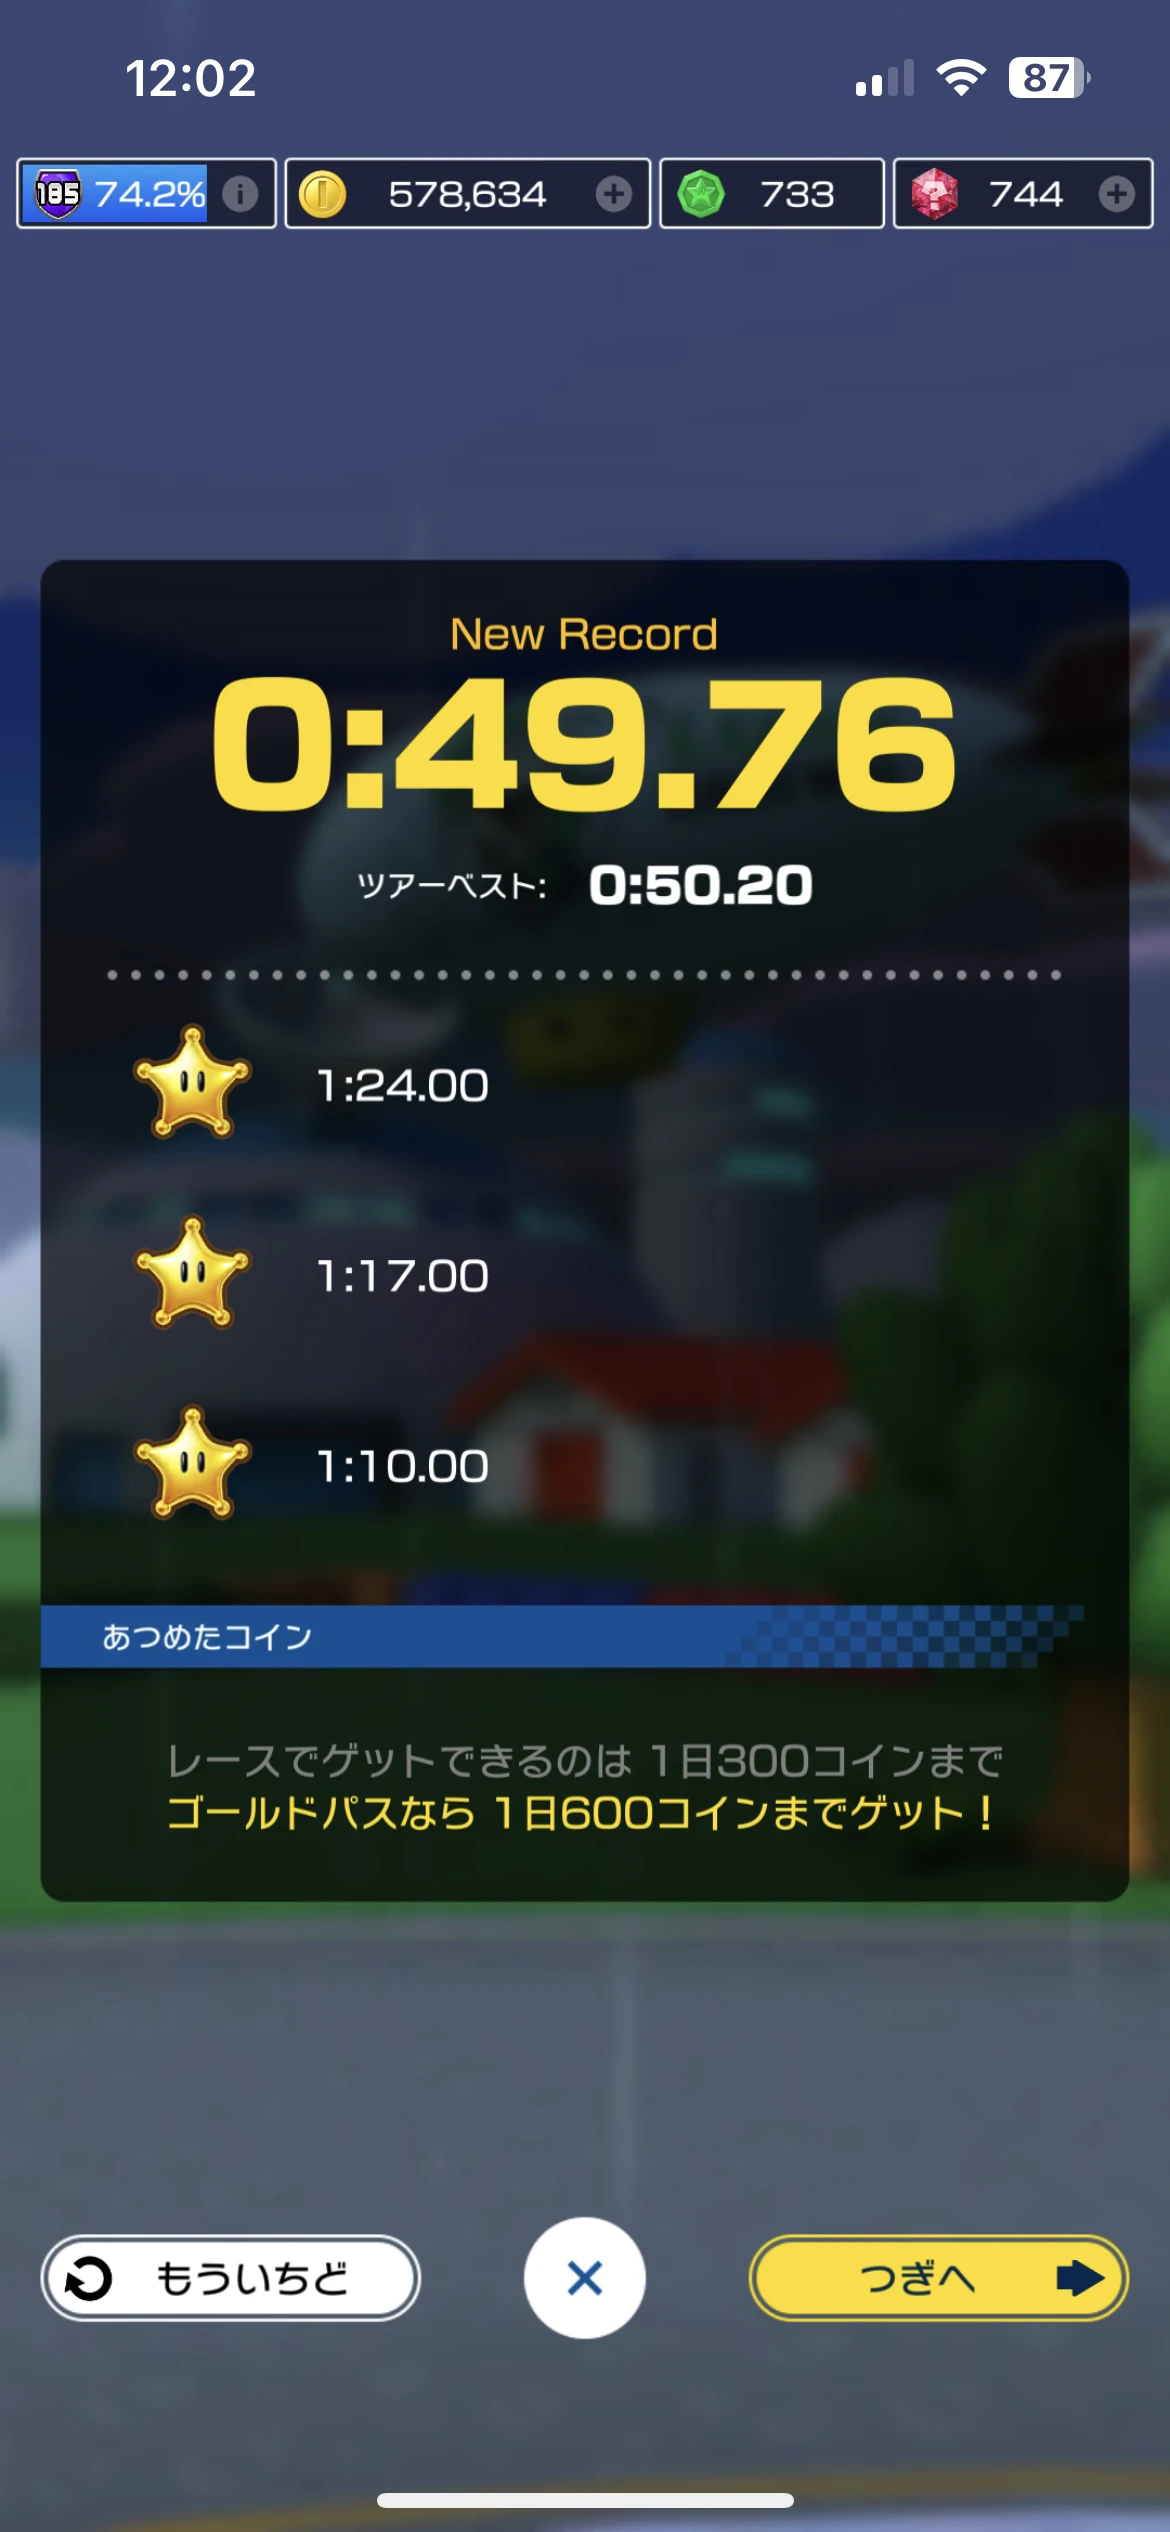 12:02
87
185 74.2%
578,634
733
744
New Record
0:49.76
ツアーベスト: 0:50.20
1:24.00
1:17.00
1:10.00
あつめたコイン
レースでゲットできるのは 1日300コインまで
ゴールドパスなら 1日600コインまでゲット！
もういちど
つぎへ